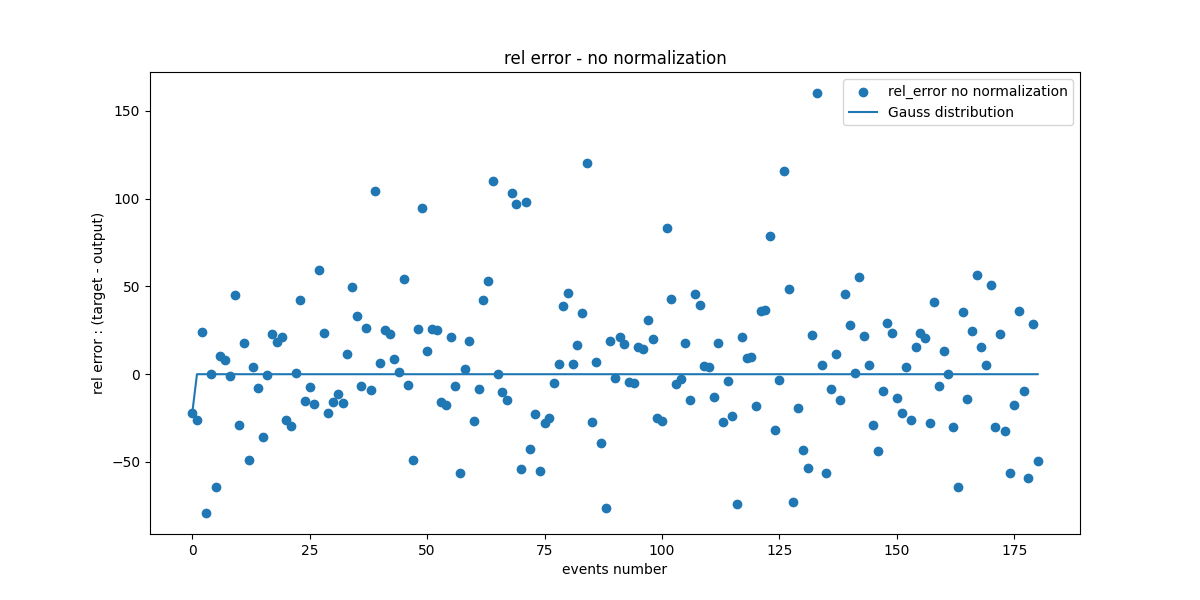 rel error - no normalization
rel_error no normalization
Gauss distribution
150
100
50
0
−50
rel error : (target - output)
0
25
50
75
100
125
150
175
events number